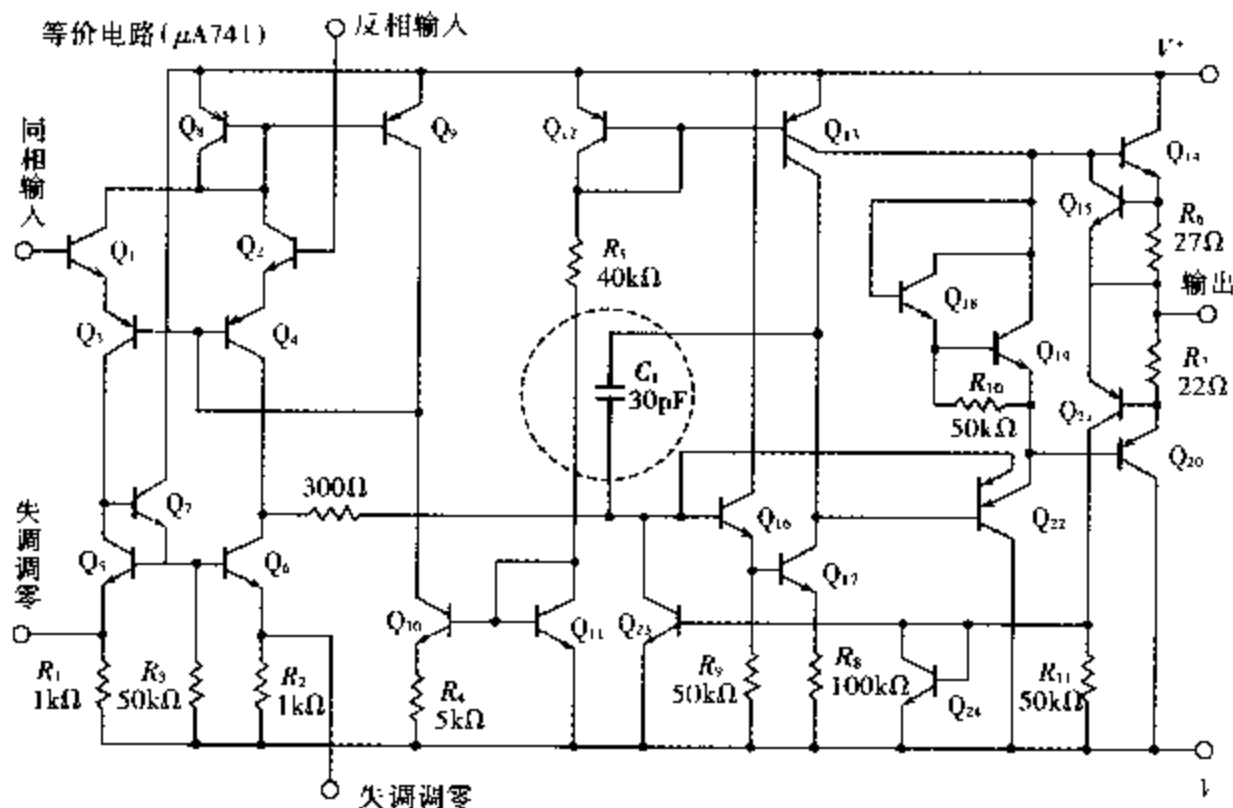 等价电路(μA741)
反相输入
V⁺
同相输入
Q₈
Q₉
Q₁₂
Q₁₃
Q₁₄
Q₁
Q₂
Q₁₅
R₆
27Ω
R₅
40kΩ
输出
Q₃
Q₄
Q₁₈
Q₁₉
C₁
30pF
R₁₀
50kΩ
R₇
22Ω
Q₂₀
300Ω
Q₇
Q₁₆
Q₂₂
失调调零
Q₅
Q₆
Q₁₇
Q₁₀
Q₁₁
Q₂₃
R₁
1kΩ
R₃
50kΩ
R₂
1kΩ
R₄
5kΩ
R₉
50kΩ
R₈
100kΩ
Q₂₄
R₁₁
50kΩ
失调调零